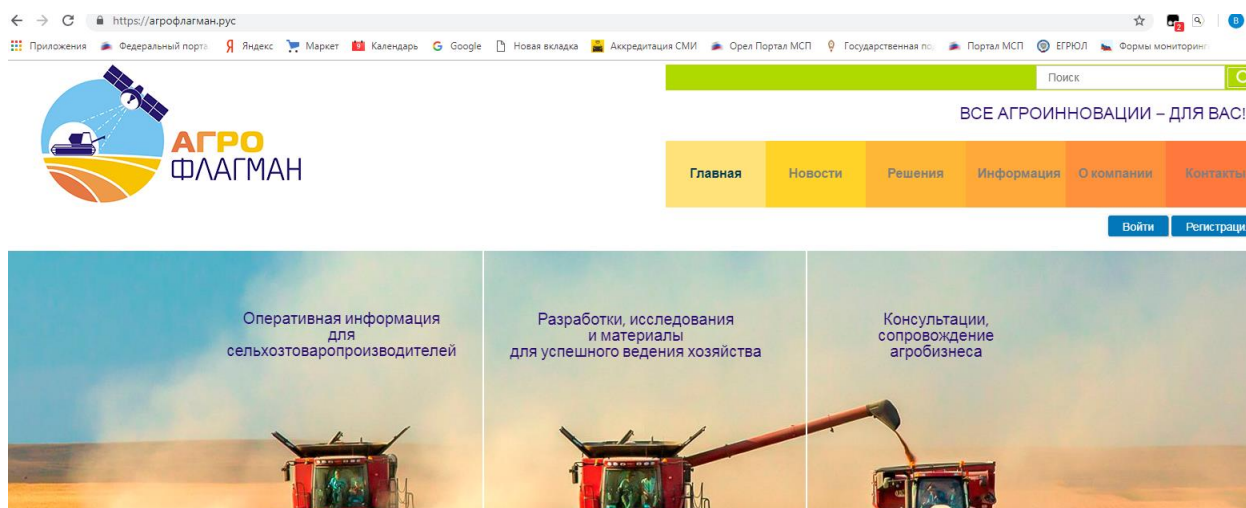 https://агрофлагман.рус
2
B
Приложения Федеральный порта Яндекс Маркет Календарь Google Новая вкладка Аккредитация СМИ Орел Портал МСП Государственная по Портал МСП ЕГРЮЛ Формы мониторинг
АГРО
ФЛАГМАН
Поиск
ВСЕ АГРОИННОВАЦИИ – ДЛЯ ВАС!
Главная Новости Решения Информация О компании Контакты
Войти Регистраци
Оперативная информация
для
сельхозтоваропроизводителей
Разработки, исследования
и материалы
для успешного ведения хозяйства
Консультации,
сопровождение
агробизнеса